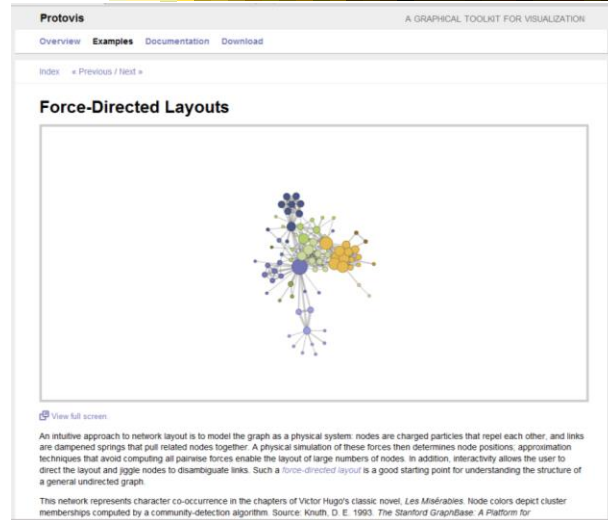 Protovis
A GRAPHICAL TOOLKIT FOR VISUALIZATION
Overview Examples Documentation Download
Index « Previous / Next »
Force-Directed Layouts
View full screen
An intuitive approach to network layout is to model the graph as a physical system: nodes are charged particles that repel each other, and links
are dampened springs that pull related nodes together. A physical simulation of these forces then determines node positions; approximation
techniques that avoid computing all pairwise forces enable the layout of large numbers of nodes. In addition, interactivity allows the user to
direct the layout and jiggle nodes to disambiguate links. Such a force-directed layout is a good starting point for understanding the structure of
a general undirected graph.
This network represents character co-occurrence in the chapters of Victor Hugo's classic novel, Les Misérables. Node colors depict cluster
memberships computed by a community-detection algorithm. Source: Knuth, D. E. 1993. The Stanford GraphBase: A Platform for